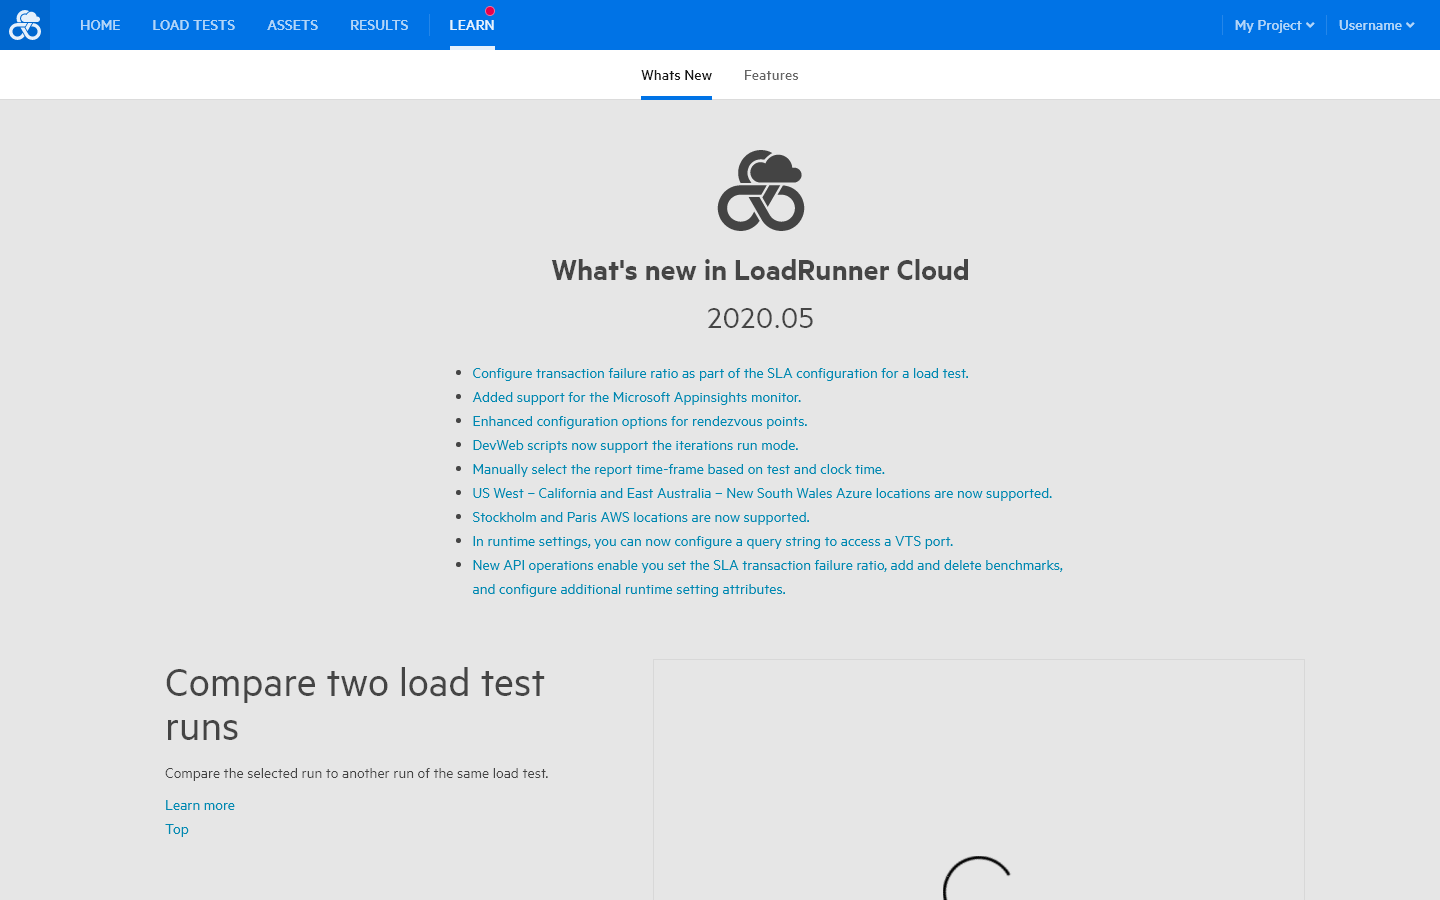 HOME LOAD TESTS ASSETS RESULTS LEARN My Project Username
Whats New Features
What's new in LoadRunner Cloud
2020.05
Configure transaction failure ratio as part of the SLA configuration for a load test.
Added support for the Microsoft Appinsights monitor.
Enhanced configuration options for rendezvous points.
DevWeb scripts now support the iterations run mode.
Manually select the report time-frame based on test and clock time.
US West – California and East Australia – New South Wales Azure locations are now supported.
Stockholm and Paris AWS locations are now supported.
In runtime settings, you can now configure a query string to access a VTS port.
New API operations enable you set the SLA transaction failure ratio, add and delete benchmarks,
and configure additional runtime setting attributes.
Compare two load test
runs
Compare the selected run to another run of the same load test.
Learn more
Top